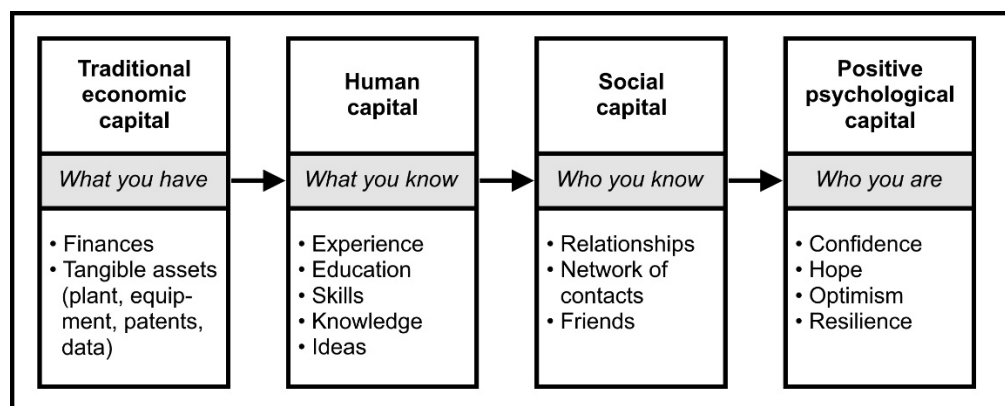 Traditional
economic
capital
What you have
• Finances
• Tangible assets
(plant, equip-
ment, patents,
data)
Human
capital
What you know
• Experience
• Education
• Skills
• Knowledge
• Ideas
Social
capital
Who you know
• Relationships
• Network of
contacts
• Friends
Positive
psychological
capital
Who you are
• Confidence
• Hope
• Optimism
• Resilience